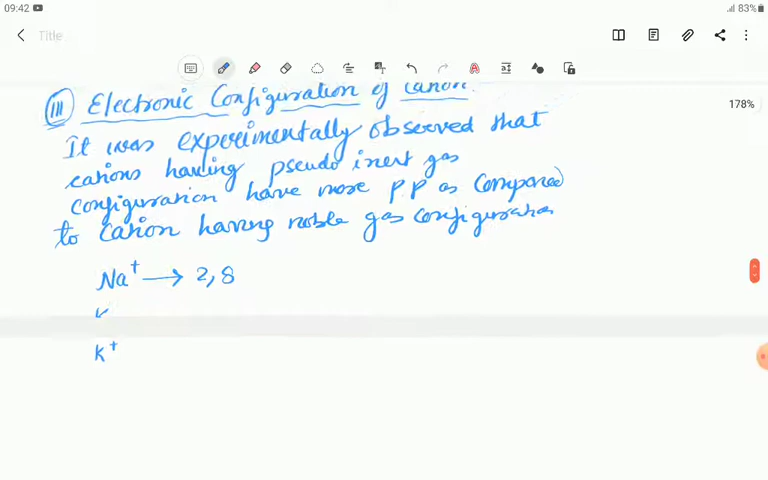 09:42
83%
Title
178%
III Electronic Configuration of Cation.
It was experimentally observed that
cations having pseudo inert gas
configuration have more P.P as compared
to cation having noble gas configuration
Na⁺ → 2, 8
K⁺